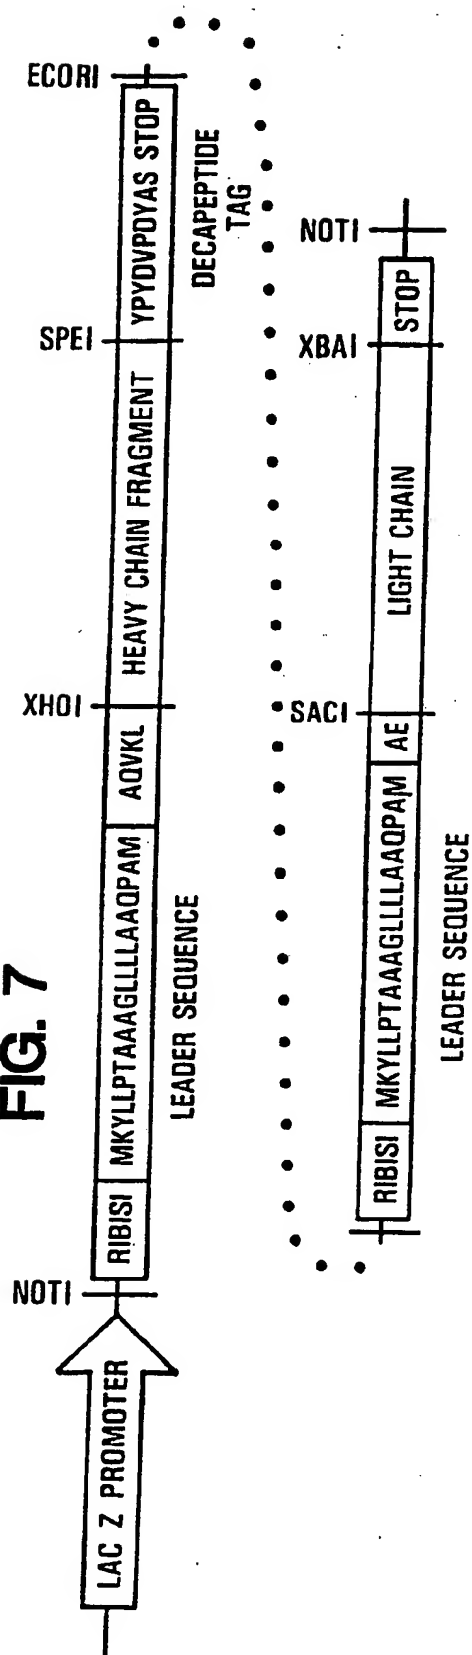 FIG. 7
LAC Z PROMOTER
NOTI
RIBISI
MKYLLPTAAAGLLLLAAQPAM
LEADER SEQUENCE
AQVKL
XHOI
HEAVY CHAIN FRAGMENT
SPEI
YPYDVPDYAS STOP
DECAPEPTIDE
TAG
ECORI
RIBISI
MKYLLPTAAAGLLLLAAQPAM
LEADER SEQUENCE
AE
SACI
LIGHT CHAIN
XBAI
STOP
NOTI